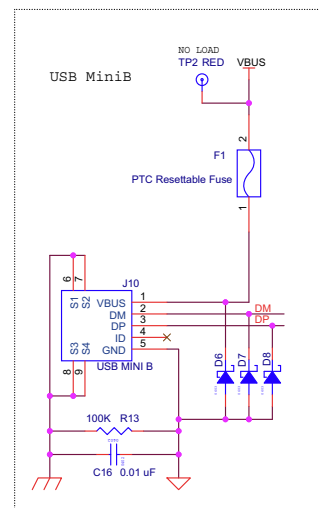 NO LOAD
TP2 RED VBUS
USB MiniB
2
F1
PTC Resettable Fuse
1
6 7
J10
S1 S2
VBUS 1
DM 2 DM
DP 3 DP
ID 4
GND 5
S3 S4
USB MINI B
8 9
D6 D7 D8
100K R13
C16 0.01 uF